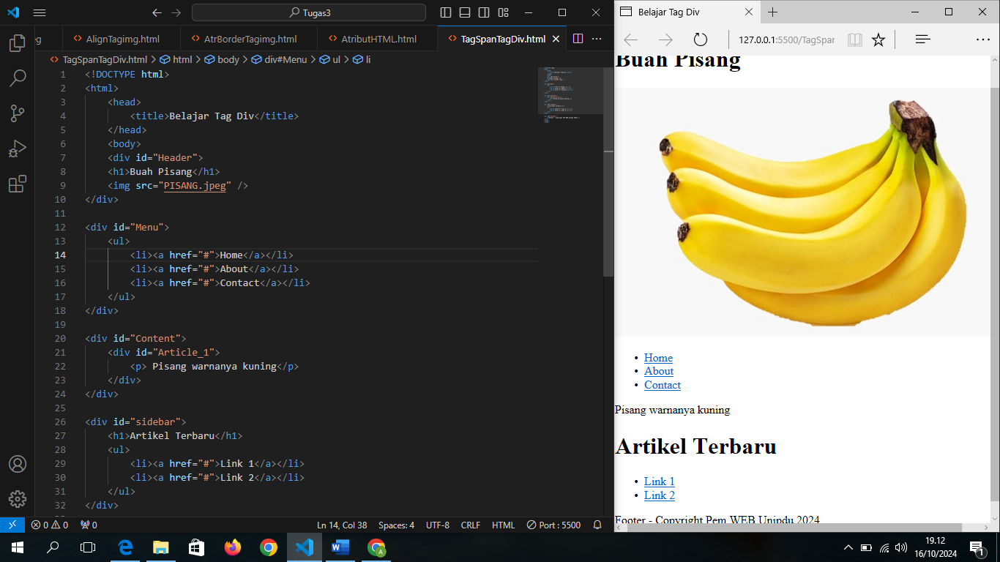 Tugas3
g
AlignTagimg.html
AtrBorderTagimg.html
AtributHTML.html
TagSpanTagDiv.html
TagSpanTagDiv.html > html > body > div#Menu > ul > li
1 <!DOCTYPE html>
2 <html>
3 <head>
4 <title>Belajar Tag Div</title>
5 </head>
6 <body>
7 <div id="Header">
8 <h1>Buah Pisang</h1>
9 <img src="PISANG.jpeg" />
10 </div>
11
12 <div id="Menu">
13 <ul>
14 <li><a href="#">Home</a></li>
15 <li><a href="#">About</a></li>
16 <li><a href="#">Contact</a></li>
17 </ul>
18 </div>
19
20 <div id="Content">
21 <div id="Article_1">
22 <p> Pisang warnanya kuning</p>
23 </div>
24 </div>
25
26 <div id="sidebar">
27 <h1>Artikel Terbaru</h1>
28 <ul>
29 <li><a href="#">Link 1</a></li>
30 <li><a href="#">Link 2</a></li>
31 </ul>
32 </div>
0 0 0
Ln 14, Col 38
Spaces: 4
UTF-8
CRLF
HTML
Port : 5500
Belajar Tag Div
127.0.0.1:5500/TagSpar
Buah Pisang
• Home
• About
• Contact
Pisang warnanya kuning
Artikel Terbaru
• Link 1
• Link 2
Footer - Copyright Pem WEB Unipdu 2024
19.12
16/10/2024
1